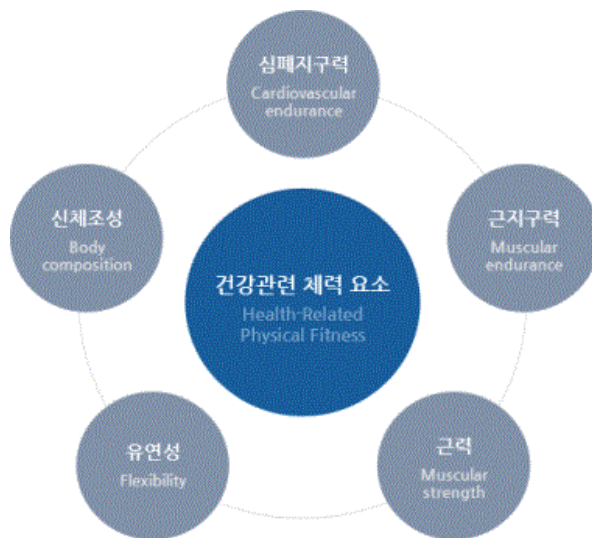 심폐지구력
Cardiovascular
endurance
신체조성
Body
composition
근지구력
Muscular
endurance
건강관련 체력 요소
Health-Related
Physical Fitness
유연성
Flexibility
근력
Muscular
strength